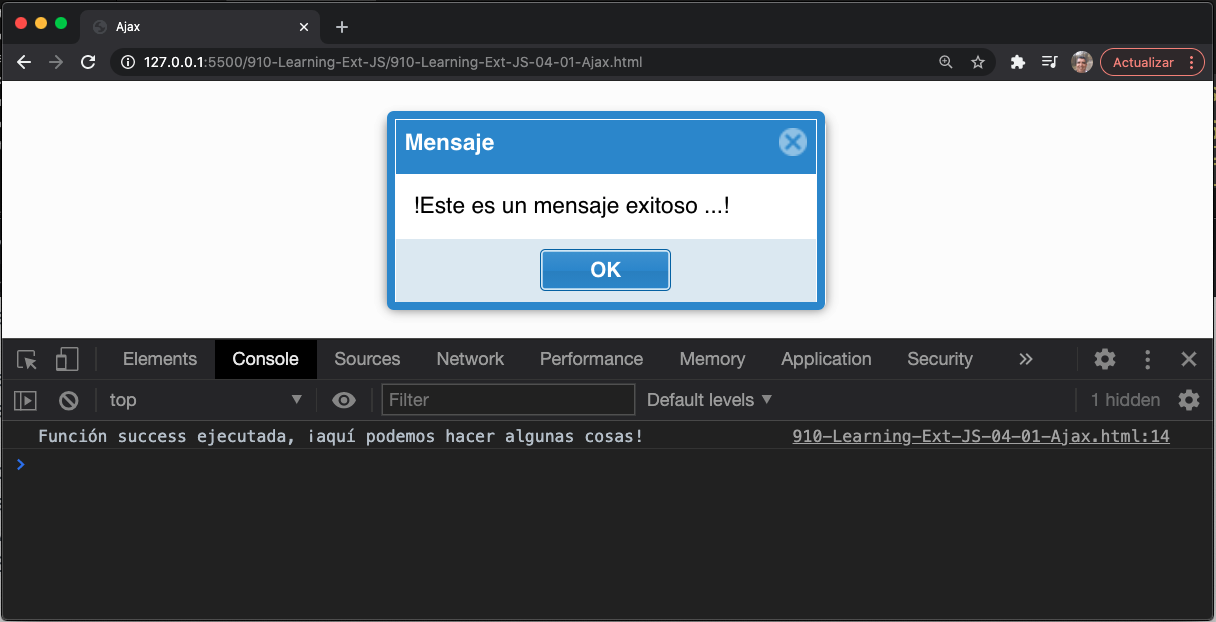 Ajax
127.0.0.1:5500/910-Learning-Ext-JS/910-Learning-Ext-JS-04-01-Ajax.html
Actualizar
Mensaje
!Este es un mensaje exitoso ...!
OK
Elements Console Sources Network Performance Memory Application Security
top Filter Default levels 1 hidden
Función success ejecutada, ¡aquí podemos hacer algunas cosas! 910-Learning-Ext-JS-04-01-Ajax.html:14